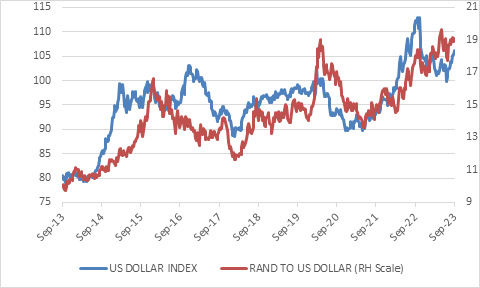 115
110
105
100
95
90
85
80
75
21
19
17
15
13
11
9
Sep-13
Sep-14
Sep-15
Sep-16
Sep-17
Sep-18
Sep-19
Sep-20
Sep-21
Sep-22
Sep-23
US DOLLAR INDEX
RAND TO US DOLLAR (RH Scale)